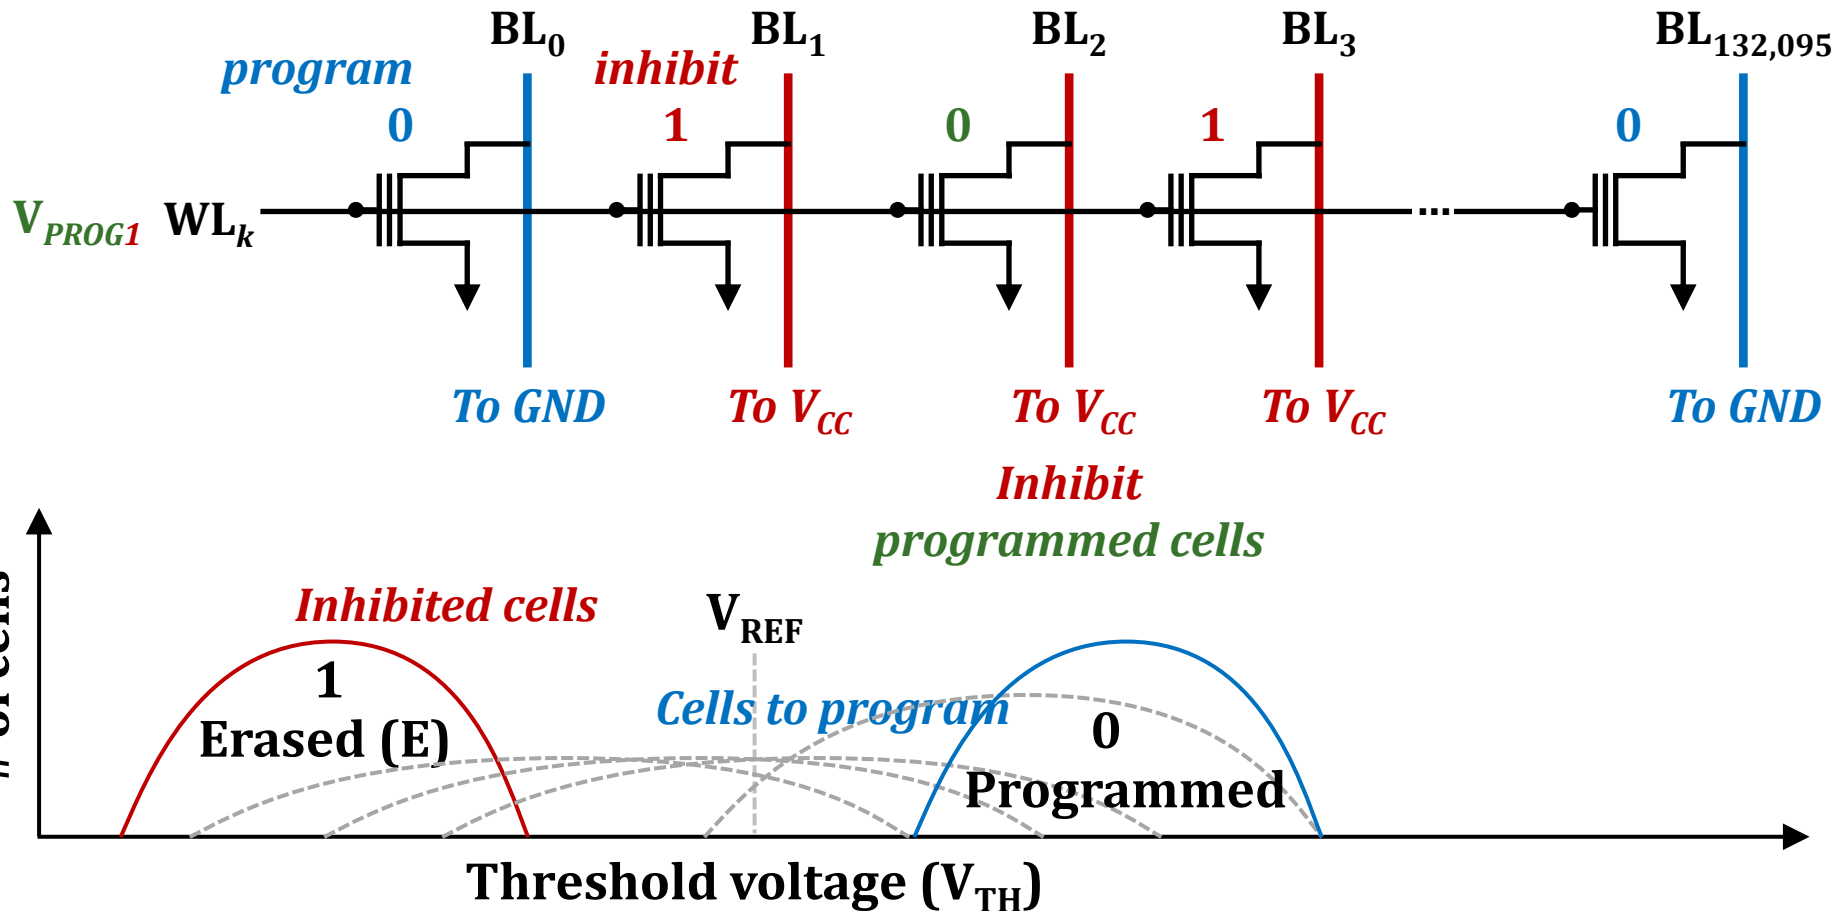 BL0 BL1 BL2 BL3 BL132,095
program inhibit
0 1 0 1 0
VPROG1 WLk ...
To GND To VCC To VCC To VCC To GND
Inhibit
programmed cells
Inhibited cells
VREF
1
Erased (E)
Cells to program
0
Programmed
# of cells
Threshold voltage (VTH)